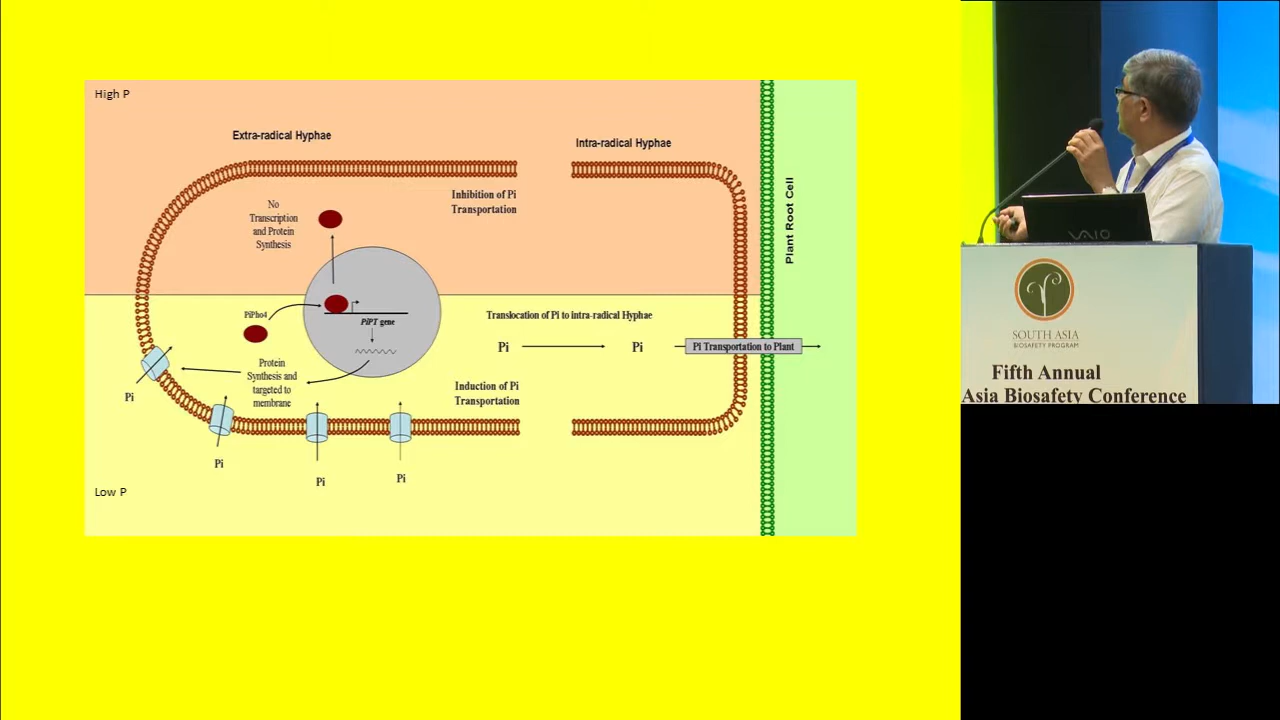 High P
Extra-radical Hyphae
Intra-radical Hyphae
Inhibition of Pi
Transportation
No
Transcription
and Protein
Synthesis
Plant Root Cell
PiPho4
PiPT gene
Translocation of Pi to intra-radical Hyphae
Pi
Pi
Pi Transportation to Plant
Protein
Synthesis and
targeted to
membrane
Induction of Pi
Transportation
Pi
Pi
Pi
Pi
Low P
VAIO
SOUTH ASIA
BIOSAFETY PROGRAM
Fifth Annual
Asia Biosafety Conference